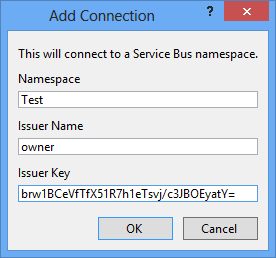 Add Connection
?
This will connect to a Service Bus namespace.
Namespace
Test
Issuer Name
owner
Issuer Key
brw1BCeVfTfX51R7h1eTsvj/c3JBOEyatY=
OK
Cancel